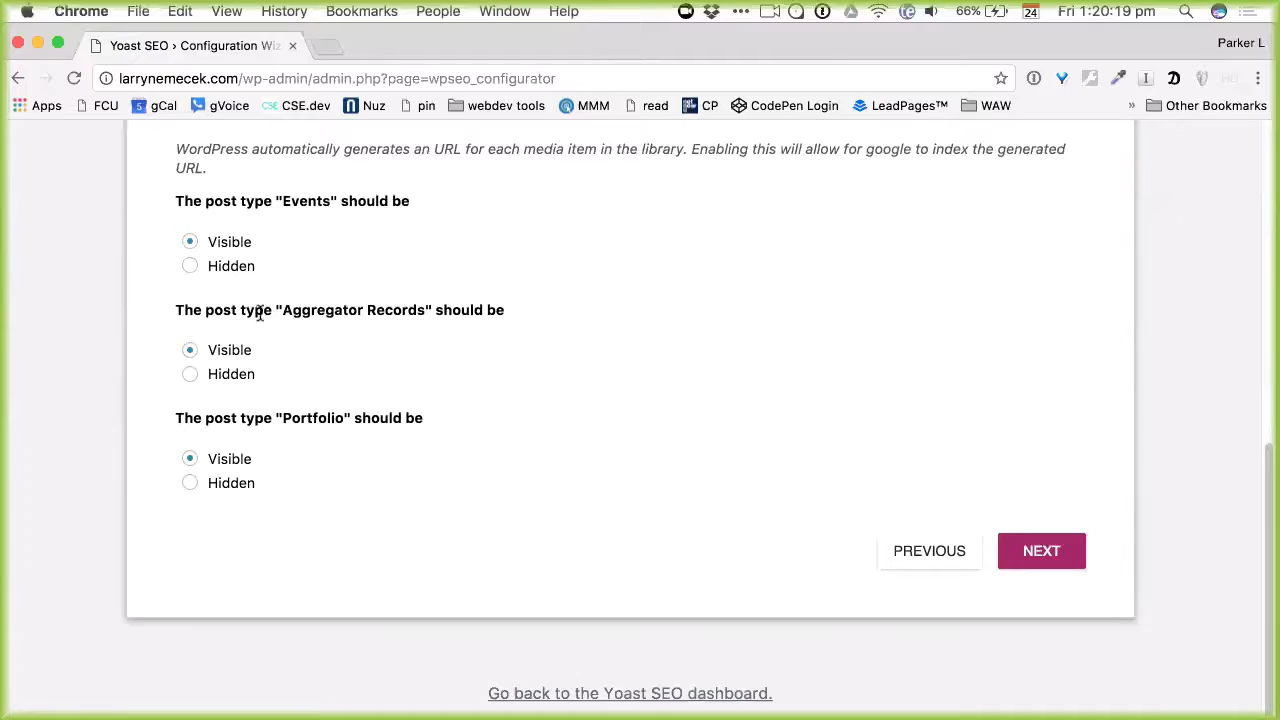 Chrome File Edit View History Bookmarks People Window Help 66% 24 Fri 1:20:19 pm
Yoast SEO › Configuration Wiz Parker L
larrynemecek.com/wp-admin/admin.php?page=wpseo_configurator
Apps FCU gCal gVoice CSE CSE.dev Nuz pin webdev tools MMM read CP CodePen Login LeadPages™ WAW » Other Bookmarks
WordPress automatically generates an URL for each media item in the library. Enabling this will allow for google to index the generated
URL.
The post type "Events" should be
Visible
Hidden
The post type "Aggregator Records" should be
Visible
Hidden
The post type "Portfolio" should be
Visible
Hidden
PREVIOUS NEXT
Go back to the Yoast SEO dashboard.